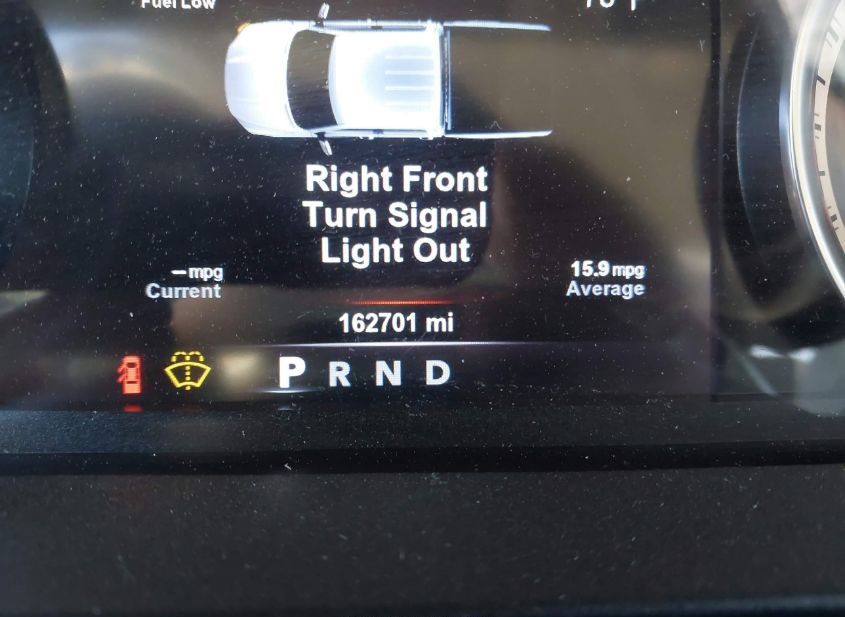 Fuel Low
Right Front
Turn Signal
Light Out
--mpg
Current
15.9 mpg
Average
162701 mi
P R N D